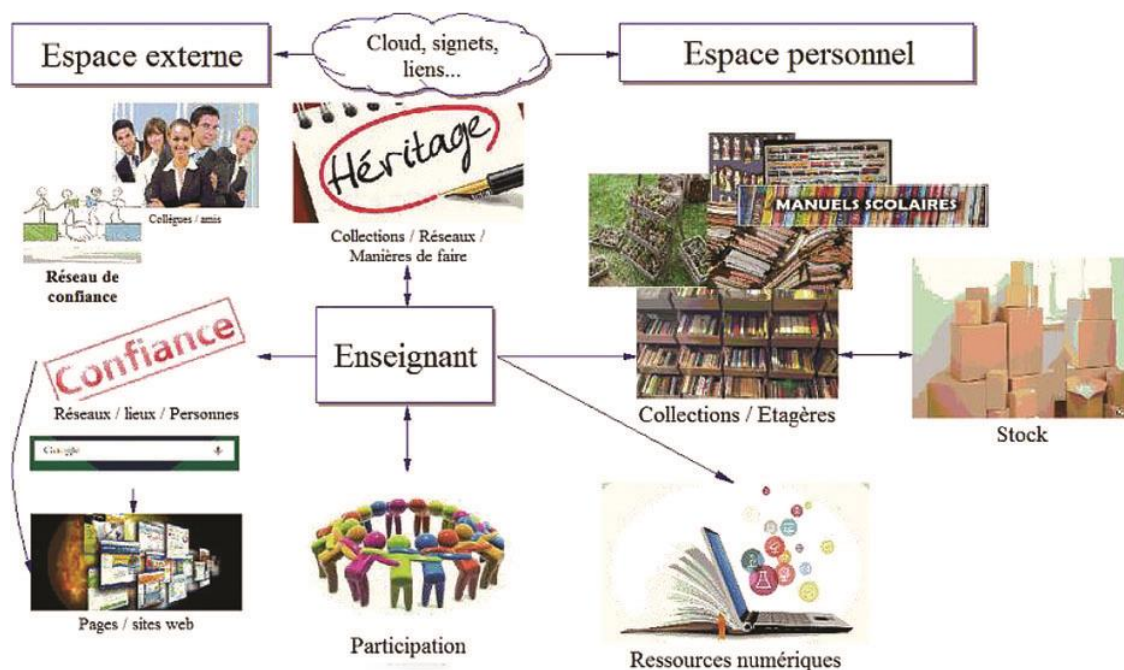 Espace externe
Cloud, signets,
liens...
Espace personnel
Héritage
Collègues / amis
Collections / Réseaux /
Manières de faire
Réseau de
confiance
MANUELS SCOLAIRES
Confiance
Enseignant
Réseaux / lieux / Personnes
Google
Collections / Etagères
Stock
Pages / sites web
Participation
Ressources numériques